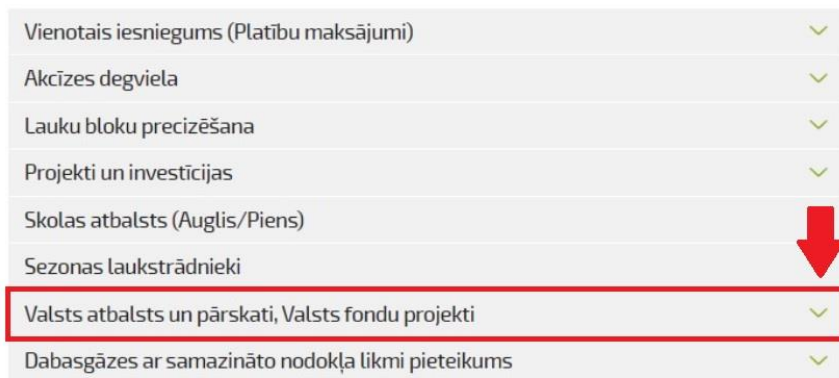 Vienotais iesniegums (Platību maksājumi)
Akcīzes degviela
Lauku bloku precizēšana
Projekti un investīcijas
Skolas atbalsts (Auglis/Piens)
Sezonas laukstrādnieki
Valsts atbalsts un pārskati, Valsts fondu projekti
Dabasgāzes ar samazināto nodokļa likmi pieteikums